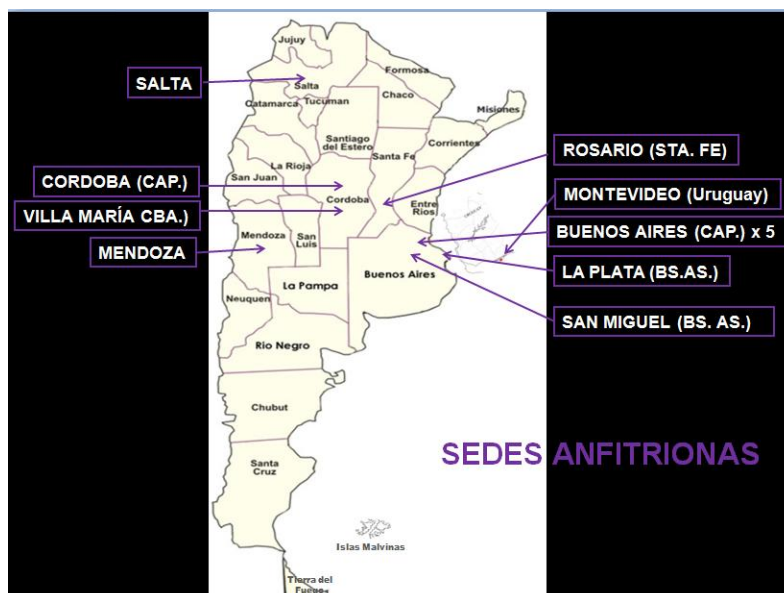 Jujuy
SALTA
Salta
Formosa
Chaco
Catamarca
Tucuman
Misiones
Santiago
del Estero
Corrientes
Santa Fe
La Rioja
San Juan
ROSARIO (STA. FE)
CORDOBA (CAP.)
Cordoba
Entre
Rios
MONTEVIDEO (Uruguay)
VILLA MARÍA CBA.)
BUENOS AIRES (CAP.) x 5
Mendoza
San
Luis
MENDOZA
LA PLATA (BS.AS.)
Buenos Aires
La Pampa
Neuquen
SAN MIGUEL (BS. AS.)
Rio Negro
Chubut
SEDES ANFITRIONAS
Santa
Cruz
Islas Malvinas
Tierra del
Fuego